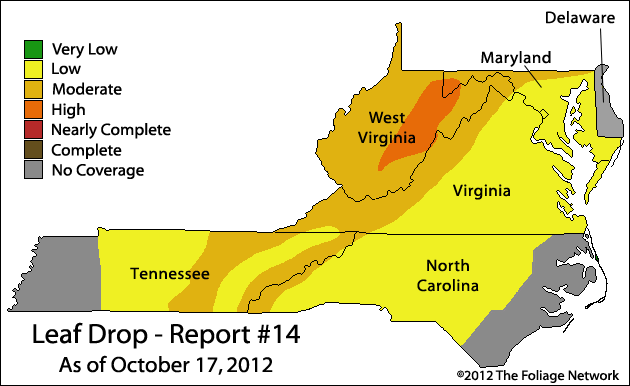 Delaware
Maryland
Very Low
Low
Moderate
High
Nearly Complete
Complete
No Coverage
West
Virginia
Virginia
Tennessee
North
Carolina
Leaf Drop - Report #14
As of October 17, 2012
©2012 The Foliage Network